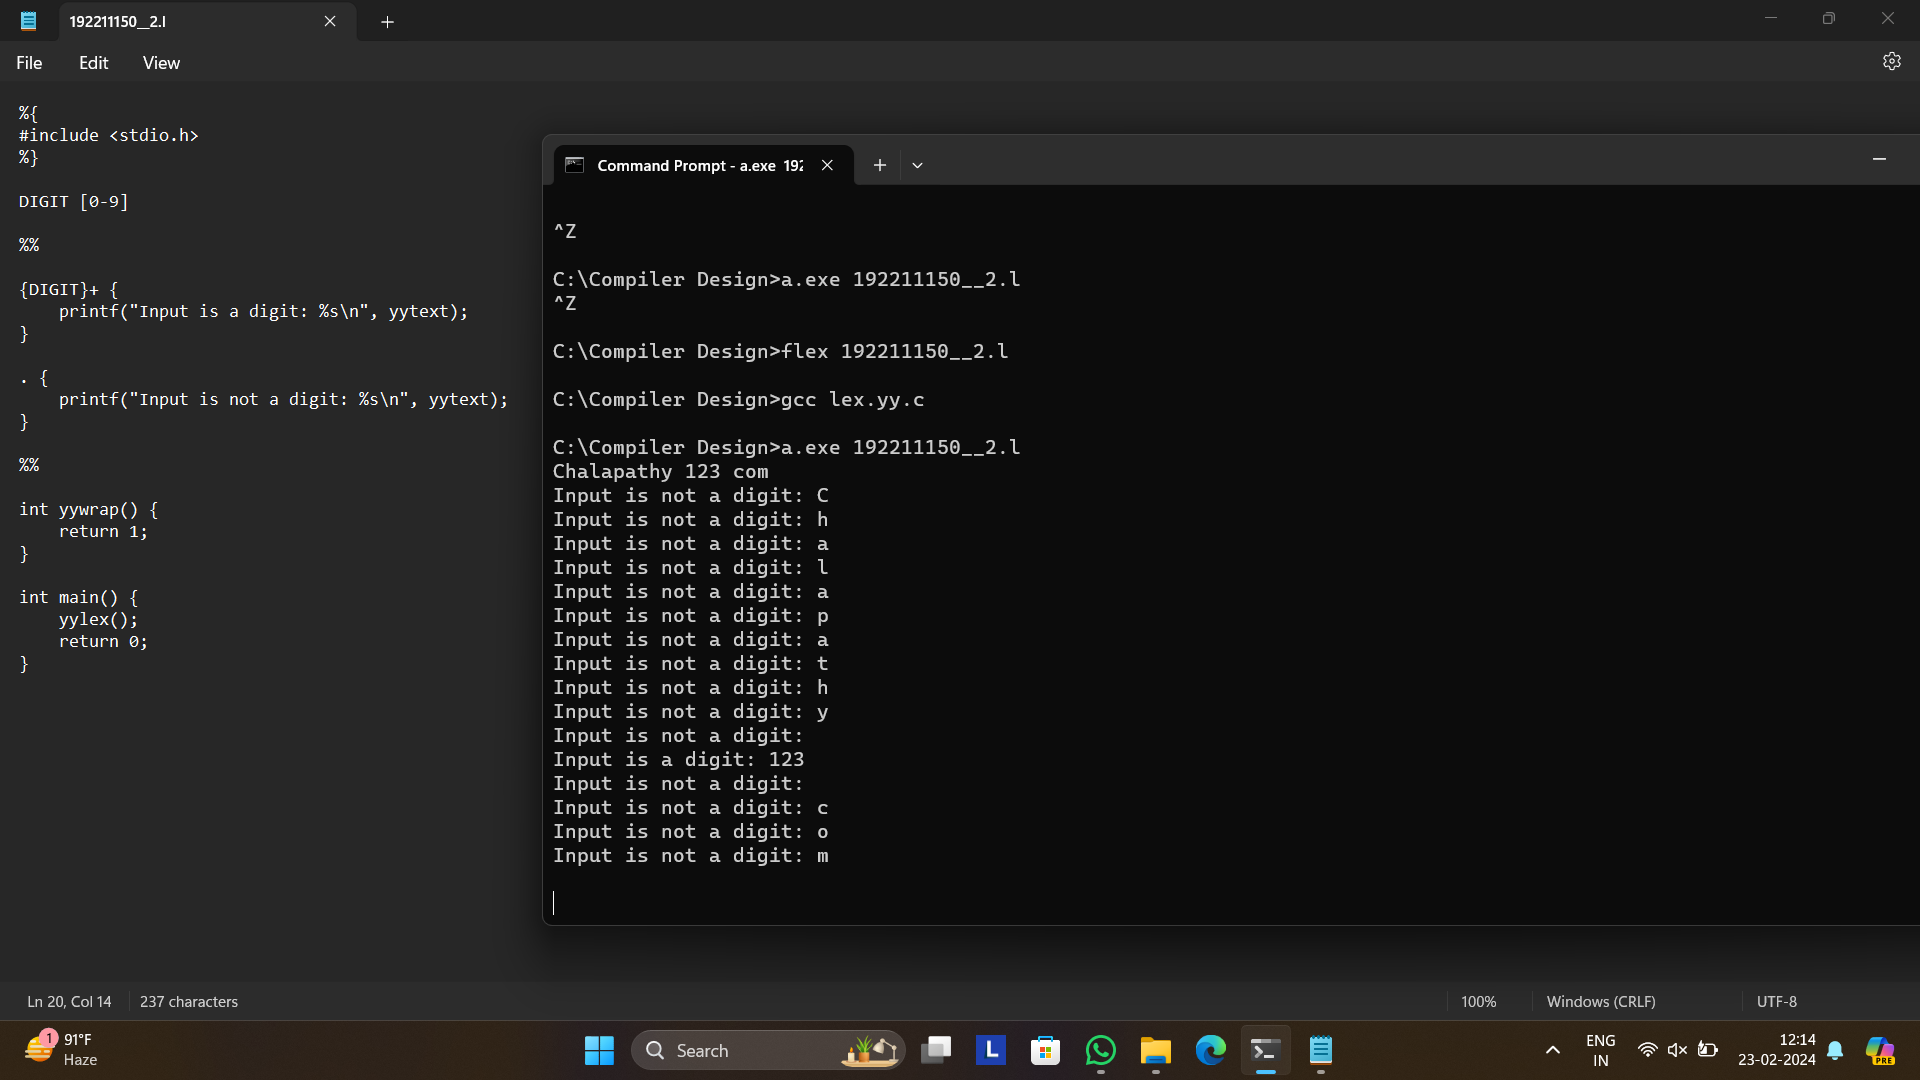 192211150__2.l
File Edit View
%{
#include <stdio.h>
%}
DIGIT [0-9]
%%
{DIGIT}+ {
    printf("Input is a digit: %s\n", yytext);
}
. {
    printf("Input is not a digit: %s\n", yytext);
}
%%
int yywrap() {
    return 1;
}
int main() {
    yylex();
    return 0;
}
Command Prompt - a.exe 192
^Z
C:\Compiler Design>a.exe 192211150__2.l
^Z
C:\Compiler Design>flex 192211150__2.l
C:\Compiler Design>gcc lex.yy.c
C:\Compiler Design>a.exe 192211150__2.l
Chalapathy 123 com
Input is not a digit: C
Input is not a digit: h
Input is not a digit: a
Input is not a digit: l
Input is not a digit: a
Input is not a digit: p
Input is not a digit: a
Input is not a digit: t
Input is not a digit: h
Input is not a digit: y
Input is not a digit:
Input is a digit: 123
Input is not a digit:
Input is not a digit: c
Input is not a digit: o
Input is not a digit: m
Ln 20, Col 14 237 characters 100% Windows (CRLF) UTF-8
1
91°F
Haze
Search
L
ENG
IN
12:14
23-02-2024
PRE